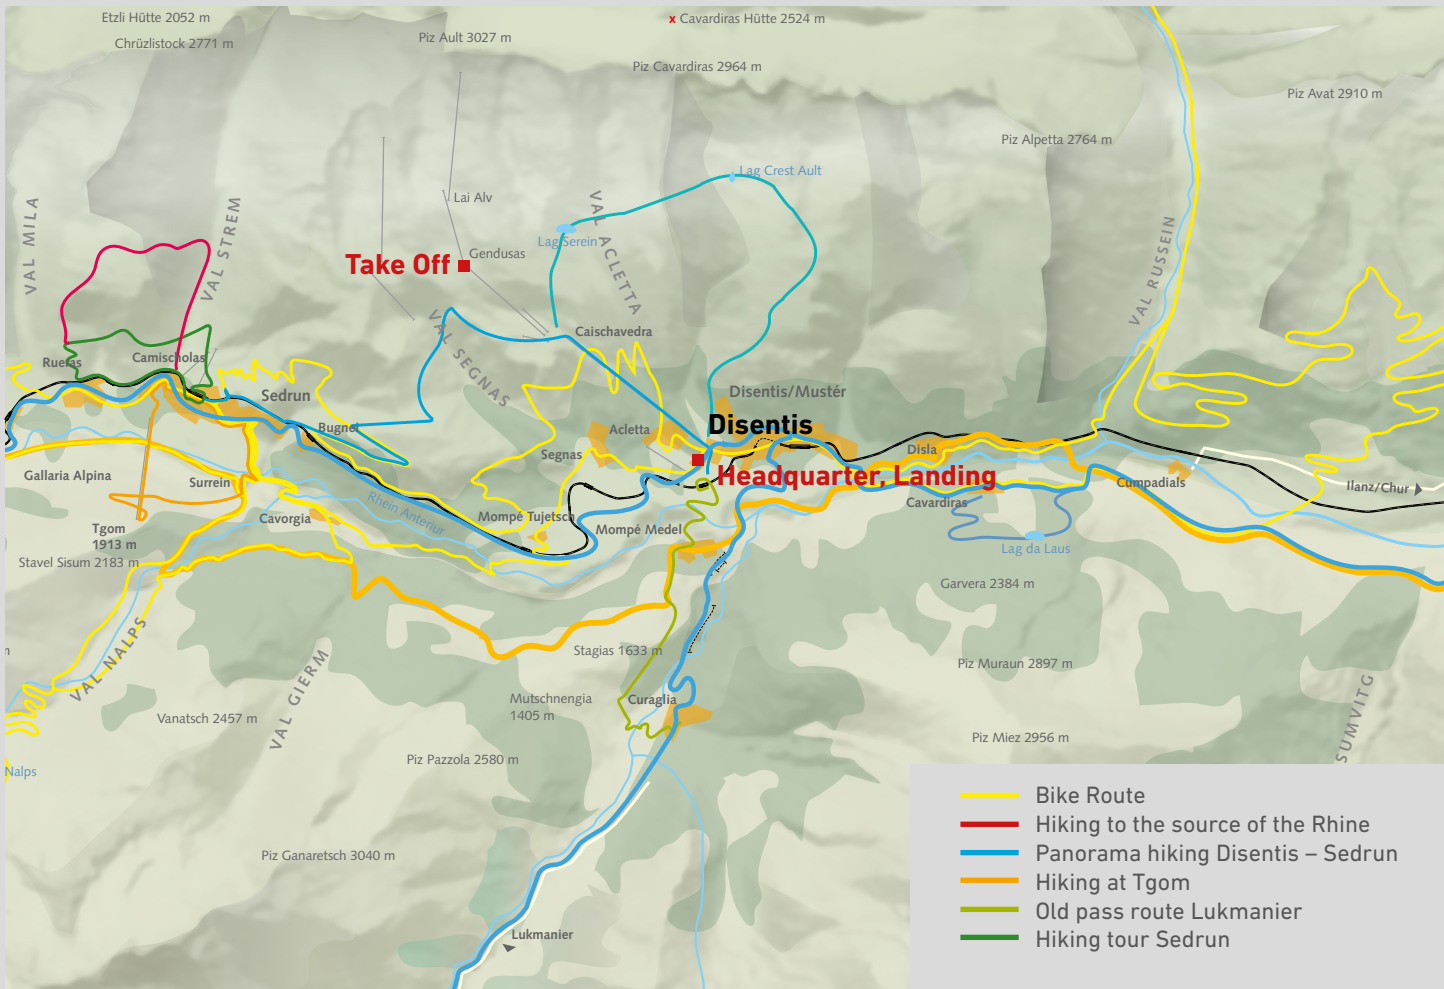 Etzli Hütte 2052 m
x Cavardiras Hütte 2524 m
Chrüzlistock 2771 m
Piz Ault 3027 m
Piz Cavardiras 2964 m
Piz Avat 2910 m
Piz Alpetta 2764 m
Lag Crest Ault
Lai Alv
VAL MILA
VAL STREM
VAL ACLETTA
VAL RUSSEIN
Lag Serein
Take Off
Gendusas
Caischavedra
VAL SEGNAS
Rueras
Camischolas
Sedrun
Disentis/Mustér
Disentis
Bugnei
Acletta
Segnas
Disla
Gallaria Alpina
Surrein
Headquarter, Landing
Cumpadials
Ilanz/Chur
Rhein Anteriur
Cavardiras
Cavorgia
Mompé Tujetsch
Mompé Medel
Tgom
1913 m
Lag da Laus
Stavel Sisum 2183 m
Garvera 2384 m
n
VAL NALPS
VAL GIERM
Stagias 1633 m
Piz Muraun 2897 m
Mutschnengia
1405 m
Curaglia
Vanatsch 2457 m
SUMVITG
Piz Miez 2956 m
Piz Pazzola 2580 m
Nalps
Piz Ganaretsch 3040 m
Lukmanier
Bike Route
Hiking to the source of the Rhine
Panorama hiking Disentis – Sedrun
Hiking at Tgom
Old pass route Lukmanier
Hiking tour Sedrun